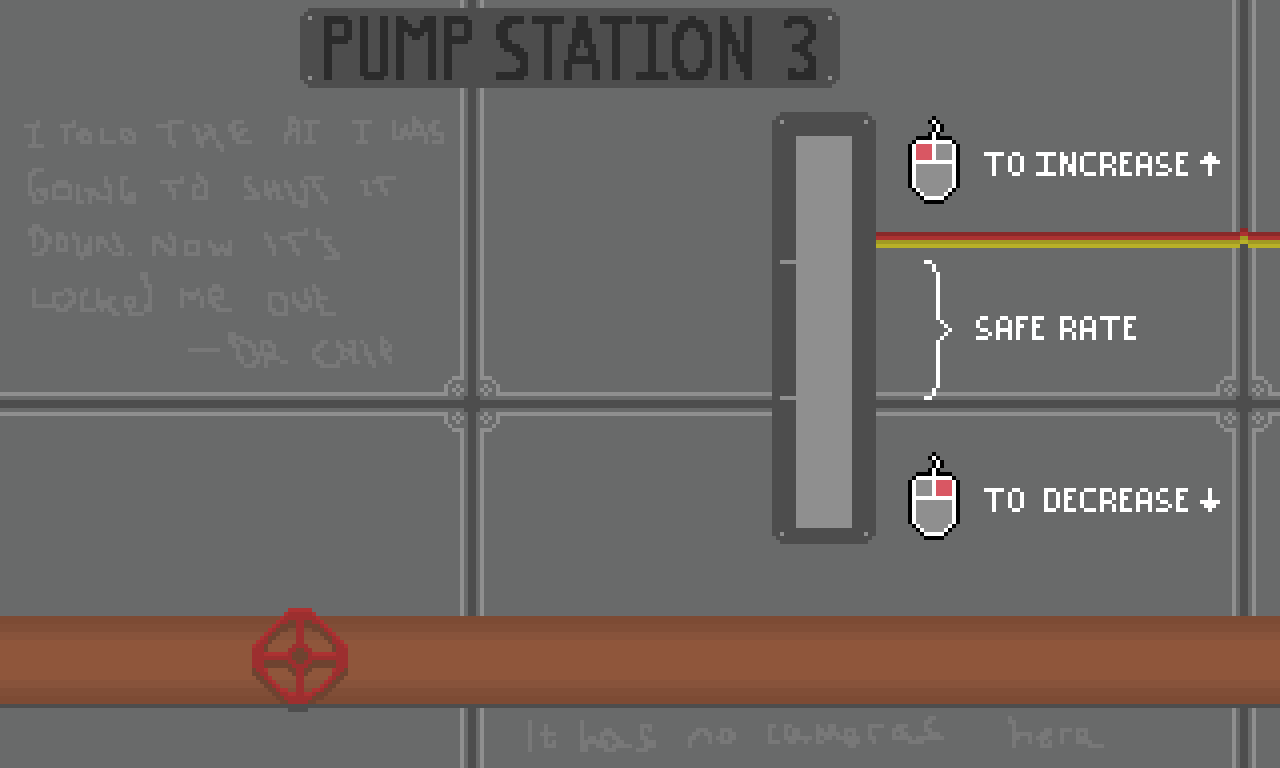 PUMP STATION 3
I TOLD THE AI I WAS
GOING TO SHUT IT
DOWN. NOW IT'S
LOCKED ME OUT
—DR CHIP
TO INCREASE ↑
SAFE RATE
TO DECREASE ↓
It has no cameras here